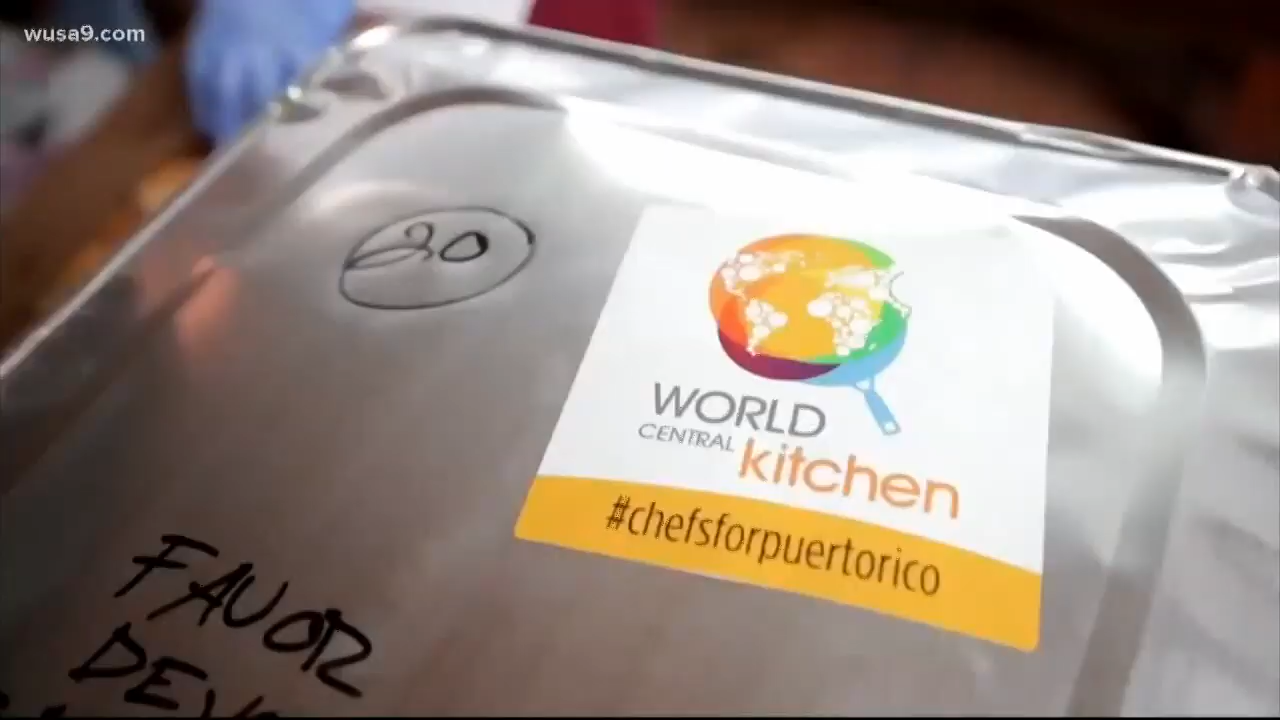 wusa9.com
20
WORLD
CENTRAL kitchen
#chefsforpuertorico
FAVOR